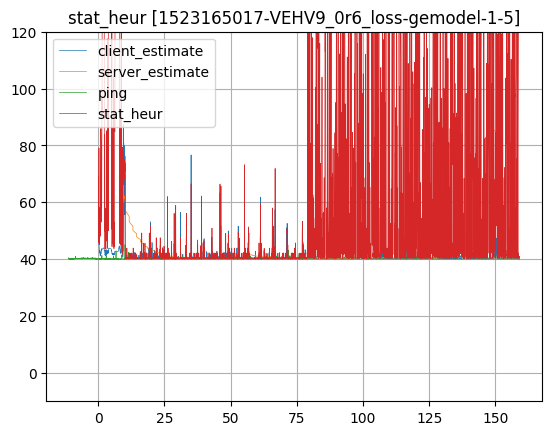 stat_heur [1523165017-VEHV9_0r6_loss-gemodel-1-5]
client_estimate
server_estimate
ping
stat_heur
120
100
80
60
40
20
0
0 25 50 75 100 125 150